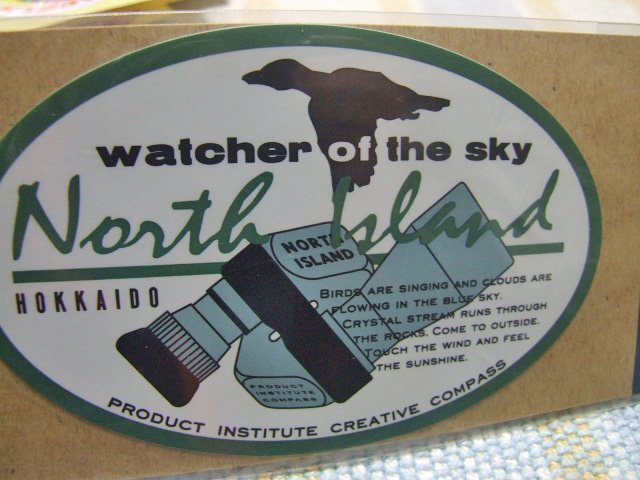 watcher of the sky
North Island
HOKKAIDO
NORTH
ISLAND
BIRDS ARE SINGING AND CLOUDS ARE
FLOWING IN THE BLUE SKY.
CRYSTAL STREAM RUNS THROUGH
THE ROCKS. COME TO OUTSIDE.
TOUCH THE WIND AND FEEL
THE SUNSHINE.
PRODUCT
INSTITUTE
COMPASS
PRODUCT INSTITUTE CREATIVE COMPASS